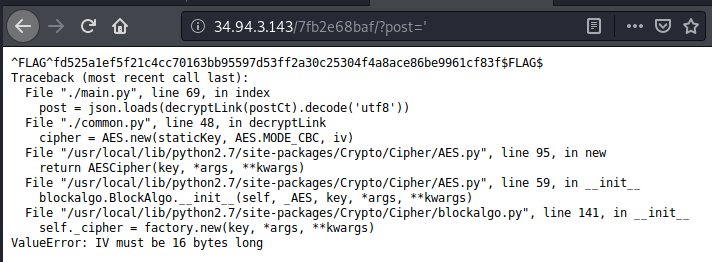 34.94.3.143/7fb2e68baf/?post='
^FLAG^fd525a1ef5f21c4cc70163bb95597d53ff2a30c25304f4a8ace86be9961cf83f$FLAG$
Traceback (most recent call last):
  File "./main.py", line 69, in index
    post = json.loads(decryptLink(postCt).decode('utf8'))
  File "./common.py", line 48, in decryptLink
    cipher = AES.new(staticKey, AES.MODE_CBC, iv)
  File "/usr/local/lib/python2.7/site-packages/Crypto/Cipher/AES.py", line 95, in new
    return AESCipher(key, *args, **kwargs)
  File "/usr/local/lib/python2.7/site-packages/Crypto/Cipher/AES.py", line 59, in __init__
    blockalgo.BlockAlgo.__init__(self, _AES, key, *args, **kwargs)
  File "/usr/local/lib/python2.7/site-packages/Crypto/Cipher/blockalgo.py", line 141, in __init__
    self._cipher = factory.new(key, *args, **kwargs)
ValueError: IV must be 16 bytes long